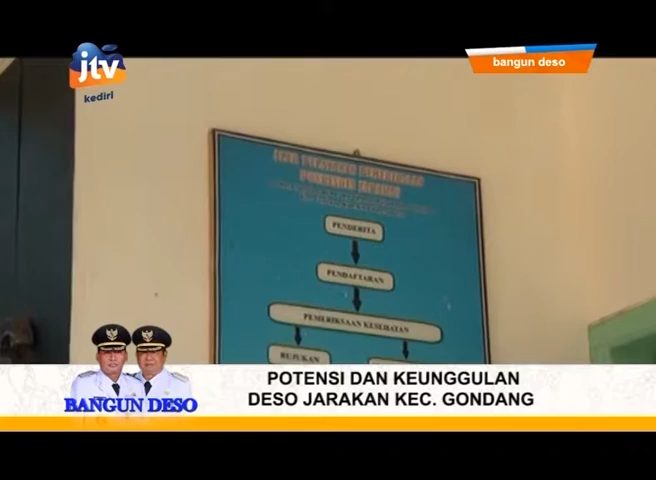 jtv
kediri
bangun deso
PENDERITA
PENDAFTARAN
PEMERIKSAAN KESEHATAN
RUJUKAN
BANGUN DESO
POTENSI DAN KEUNGGULAN
DESO JARAKAN KEC. GONDANG